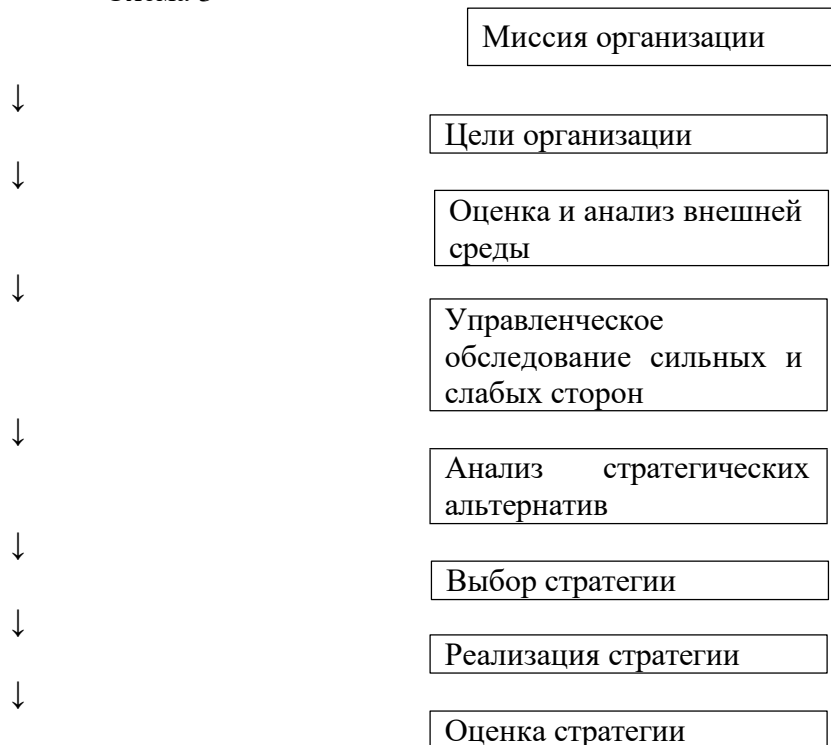 Миссия организации
↓
Цели организации
↓
Оценка и анализ внешней
среды
↓
Управленческое
обследование сильных и
слабых сторон
↓
Анализ стратегических
альтернатив
↓
Выбор стратегии
↓
Реализация стратегии
↓
Оценка стратегии